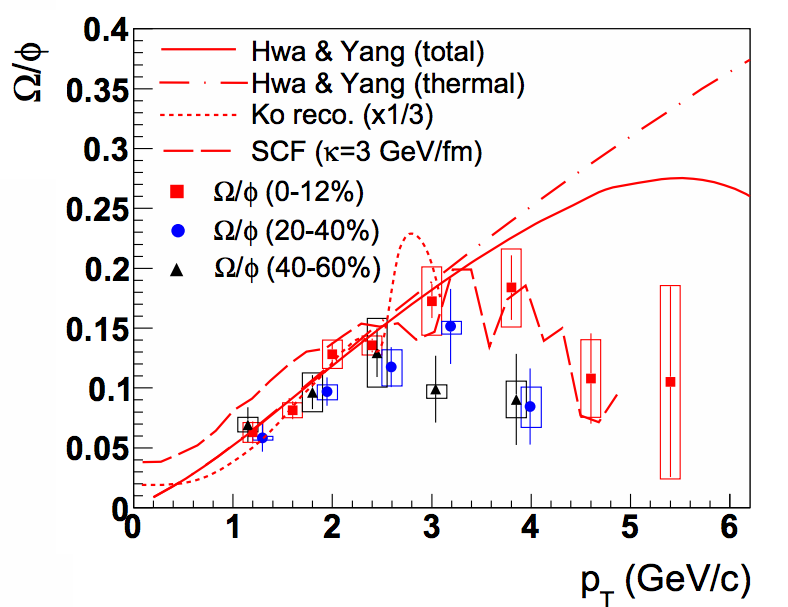 Ω/ϕ
0.4
0.35
0.3
0.25
0.2
0.15
0.1
0.05
0
Hwa & Yang (total)
Hwa & Yang (thermal)
Ko reco. (x1/3)
SCF (κ=3 GeV/fm)
Ω/ϕ (0-12%)
Ω/ϕ (20-40%)
Ω/ϕ (40-60%)
0 1 2 3 4 5 6
pT (GeV/c)